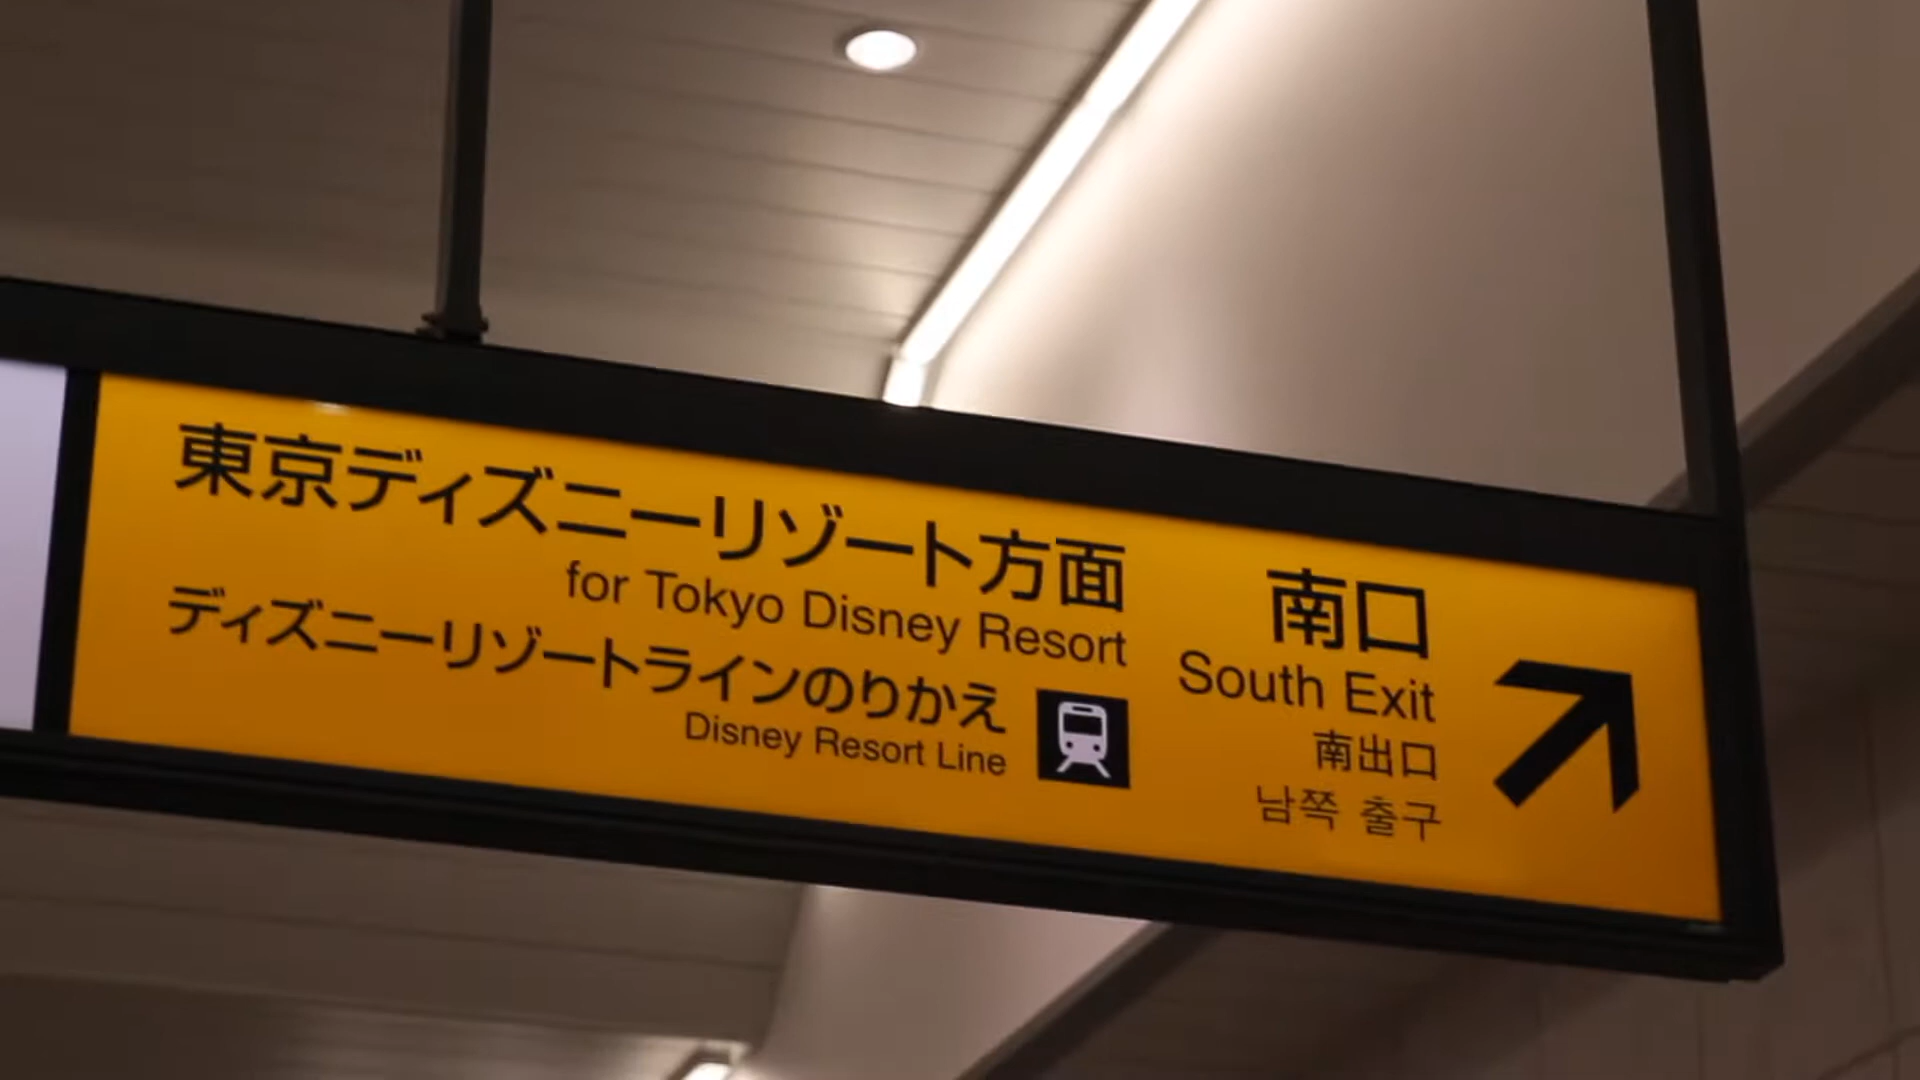 東京ディズニーリゾート方面
for Tokyo Disney Resort
ディズニーリゾートラインのりかえ
Disney Resort Line
南口
South Exit
南出口
남쪽 출구